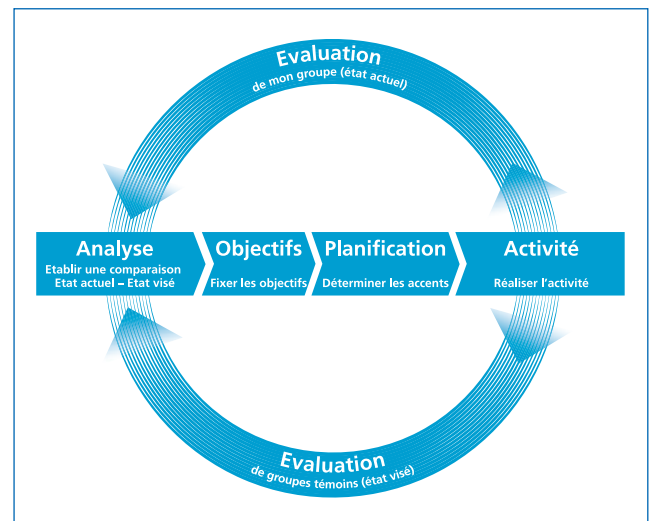 Evaluation
de mon groupe (état actuel)
Analyse
Etablir une comparaison
Etat actuel – Etat visé
Objectifs
Fixer les objectifs
Planification
Déterminer les accents
Activité
Réaliser l'activité
Evaluation
de groupes témoins (état visé)